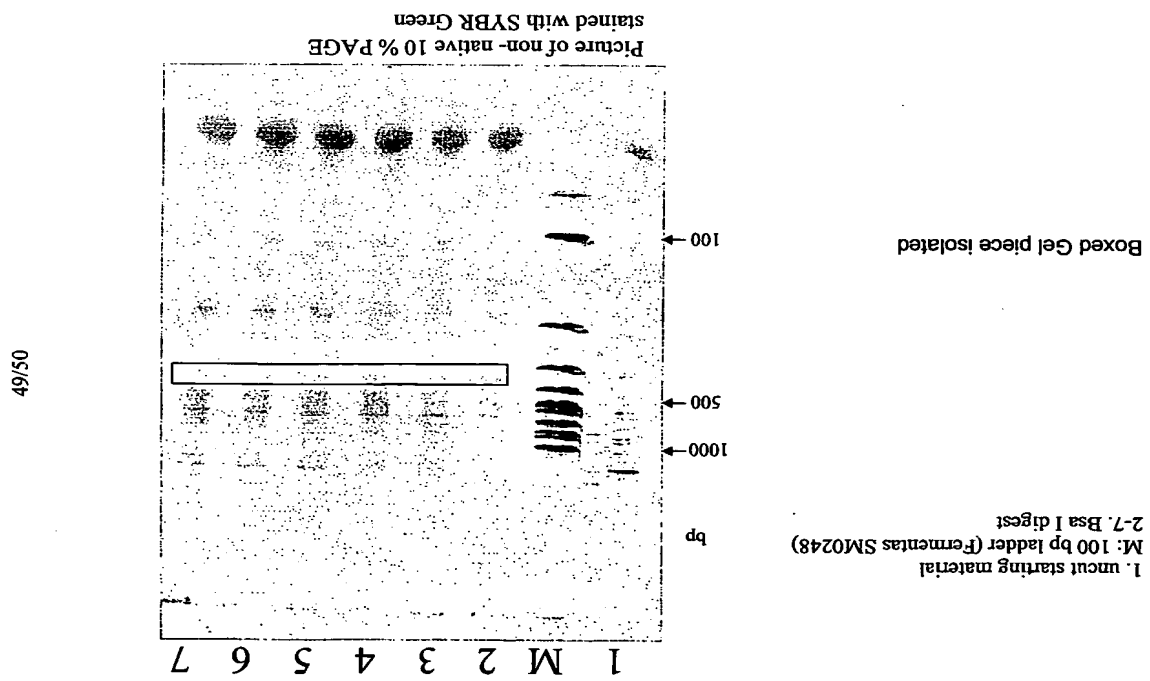 49/50
1. uncut starting material
M: 100 bp ladder (Fermentas SM0248)
2-7. Bsa I digest
Boxed Gel piece isolated
1 M 2 3 4 5 6 7
bp
1000
500
100
Picture of non- native 10 % PAGE
stained with SYBR Green